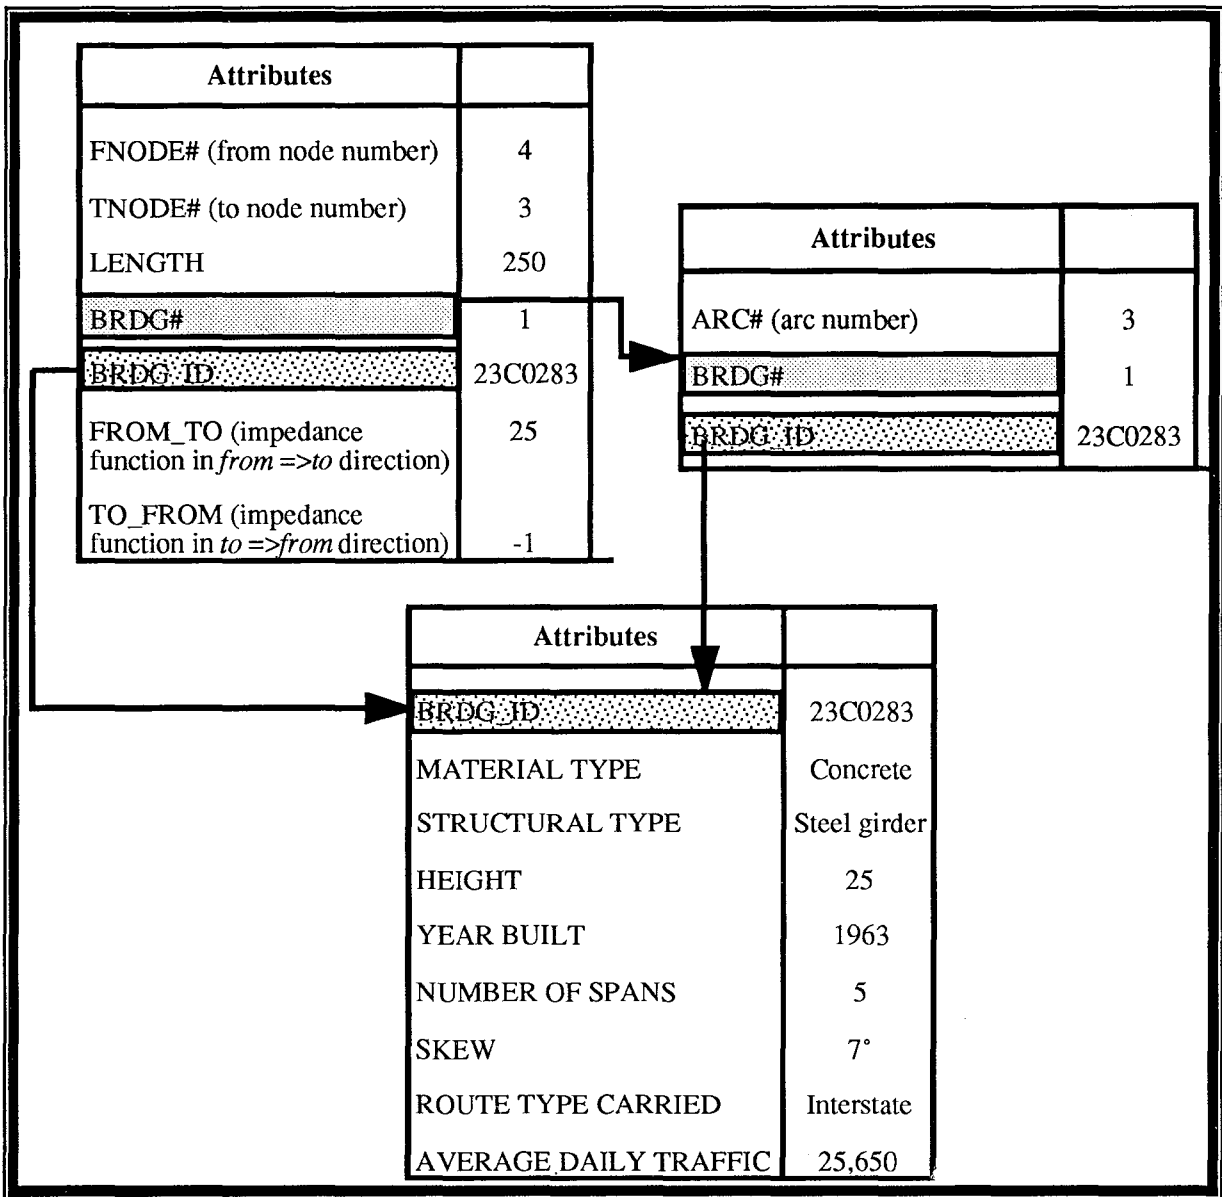 Attributes
FNODE# (from node number) 4
TNODE# (to node number) 3
LENGTH 250
BRDG# 1
BRDG_ID 23C0283
FROM_TO (impedance 25
function in from =>to direction)
TO_FROM (impedance
function in to =>from direction) -1
Attributes
ARC# (arc number) 3
BRDG# 1
BRDG_ID 23C0283
Attributes
BRDG_ID 23C0283
MATERIAL TYPE Concrete
STRUCTURAL TYPE Steel girder
HEIGHT 25
YEAR BUILT 1963
NUMBER OF SPANS 5
SKEW 7°
ROUTE TYPE CARRIED Interstate
AVERAGE DAILY TRAFFIC 25,650